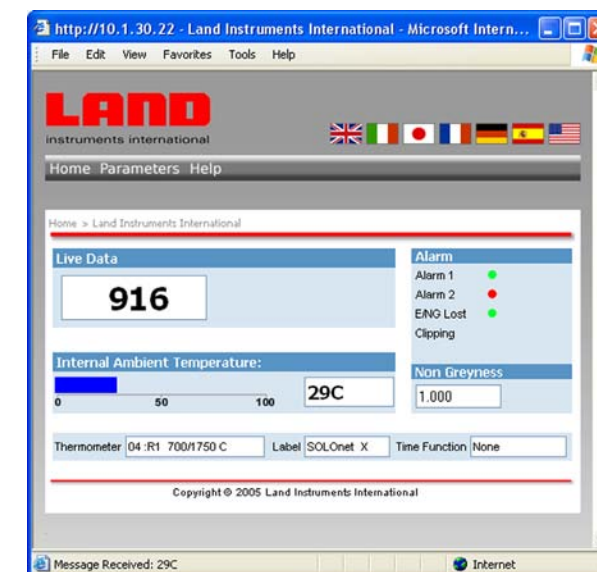 http://10.1.30.22 - Land Instruments International - Microsoft Intern...
File Edit View Favorites Tools Help
LAND
instruments international
Home Parameters Help
Home > Land Instruments International
Live Data
916
Alarm
Alarm 1
Alarm 2
E/NG Lost
Clipping
Internal Ambient Temperature:
0 50 100
29C
Non Greyness
1.000
Thermometer 04 :R1 700/1750 C Label SOLOnet X Time Function None
Copyright © 2005 Land Instruments International
Message Received: 29C Internet